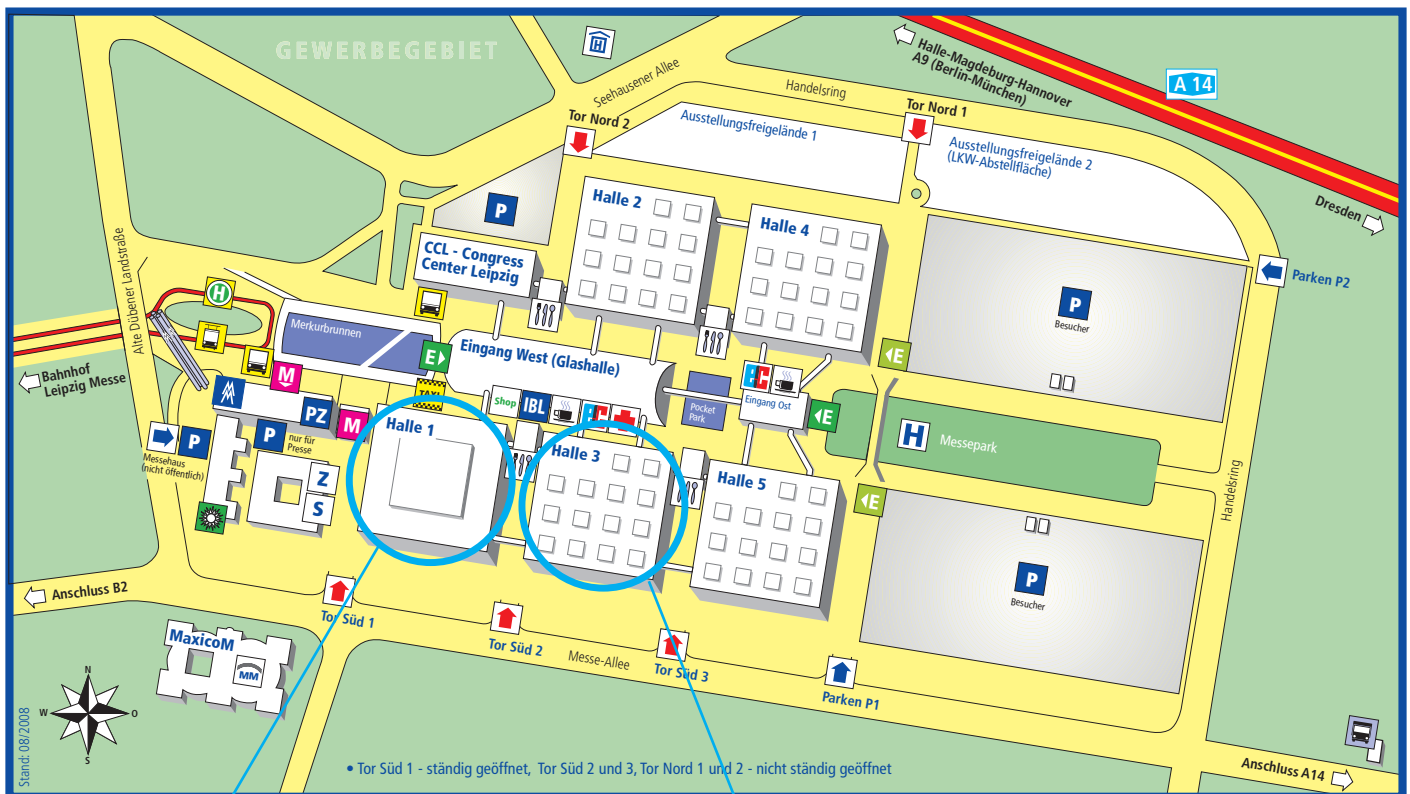 GEWERBEGEBIET
H
Seehausener Allee
Handelsring
Halle-Magdeburg-Hannover
A9 (Berlin-München)
A 14
Dresden
Tor Nord 2
Tor Nord 1
Ausstellungsfreigelände 1
Ausstellungsfreigelände 2
(LKW-Abstellfläche)
P
Halle 2
Halle 4
CCL - Congress
Center Leipzig
Parken P2
P
Besucher
Alte Dübener Landstraße
H
Merkurbrunnen
E
Eingang West (Glashalle)
Bahnhof
Leipzig Messe
M
TAXI
Shop
IBL
EC
Pocket
Park
EC
Eingang Ost
E
E
H
Messepark
PZ
M
P
nur für
Presse
P
Messehaus
(nicht öffentlich)
Z
S
Halle 1
Halle 3
Halle 5
E
Handelsring
P
Besucher
Anschluss B2
Tor Süd 1
Tor Süd 2
Messe-Allee
Tor Süd 3
Parken P1
MaxicoM
MM
N
W
O
S
Stand: 08/2008
• Tor Süd 1 - ständig geöffnet, Tor Süd 2 und 3, Tor Nord 1 und 2 - nicht ständig geöffnet
Anschluss A14